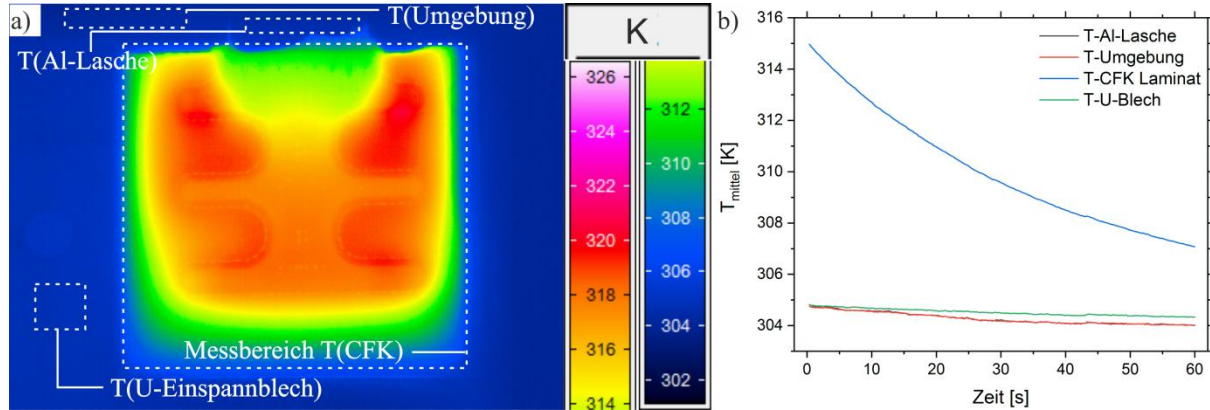 a)
T(Umgebung)
T(Al-Lasche)
Messbereich T(CFK)
T(U-Einspannblech)
K
326
324
322
320
318
316
314
312
310
308
306
304
302
b)
316
314
312
310
308
306
304
T-Al-Lasche
T-Umgebung
T-CFK Laminat
T-U-Blech
Tmittel [K]
0
10
20
30
40
50
60
Zeit [s]